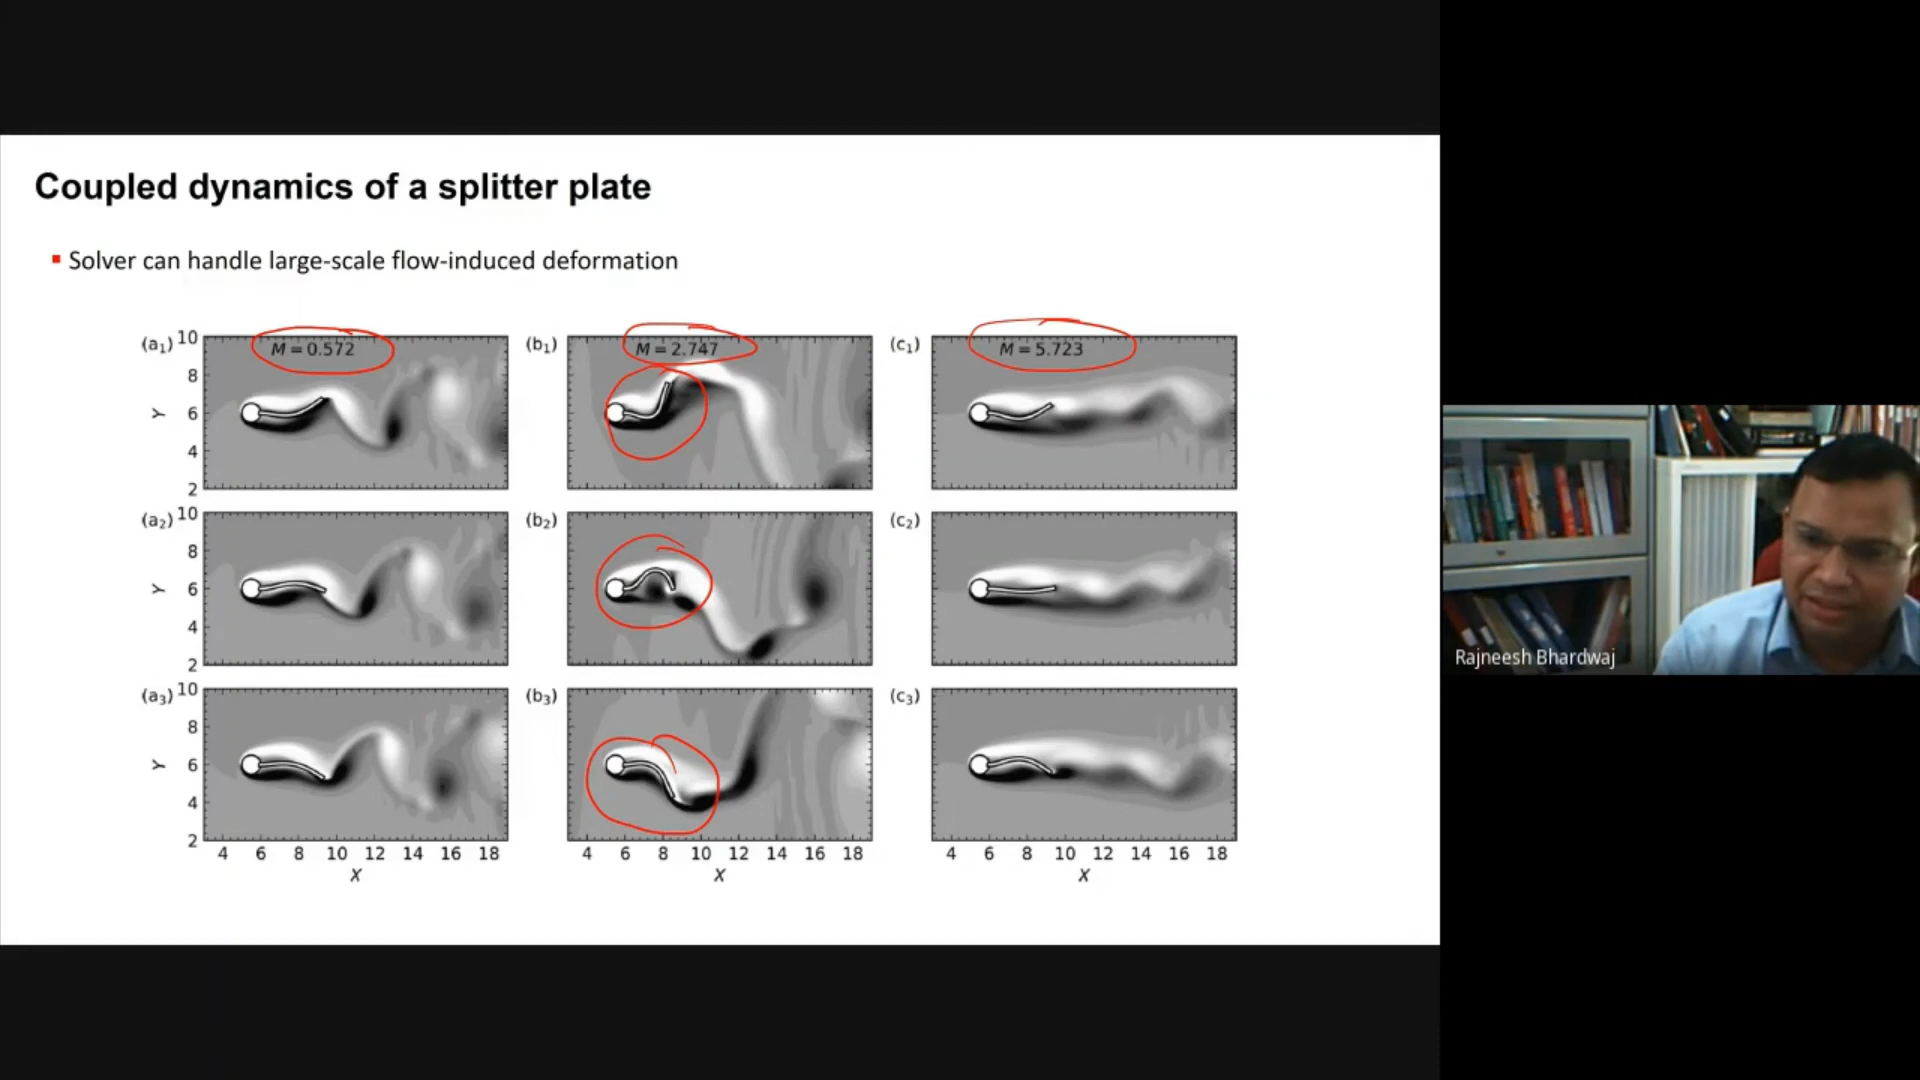 Coupled dynamics of a splitter plate
▪ Solver can handle large-scale flow-induced deformation
(a₁) 10 8 6 4 2 Y M = 0.572
(b₁) M = 2.747
(c₁) M = 5.723
(a₂) 10 8 6 4 2 Y
(b₂)
(c₂)
(a₃) 10 8 6 4 2 Y
(b₃)
(c₃)
4 6 8 10 12 14 16 18
4 6 8 10 12 14 16 18
4 6 8 10 12 14 16 18
X
X
X
Rajneesh Bhardwaj